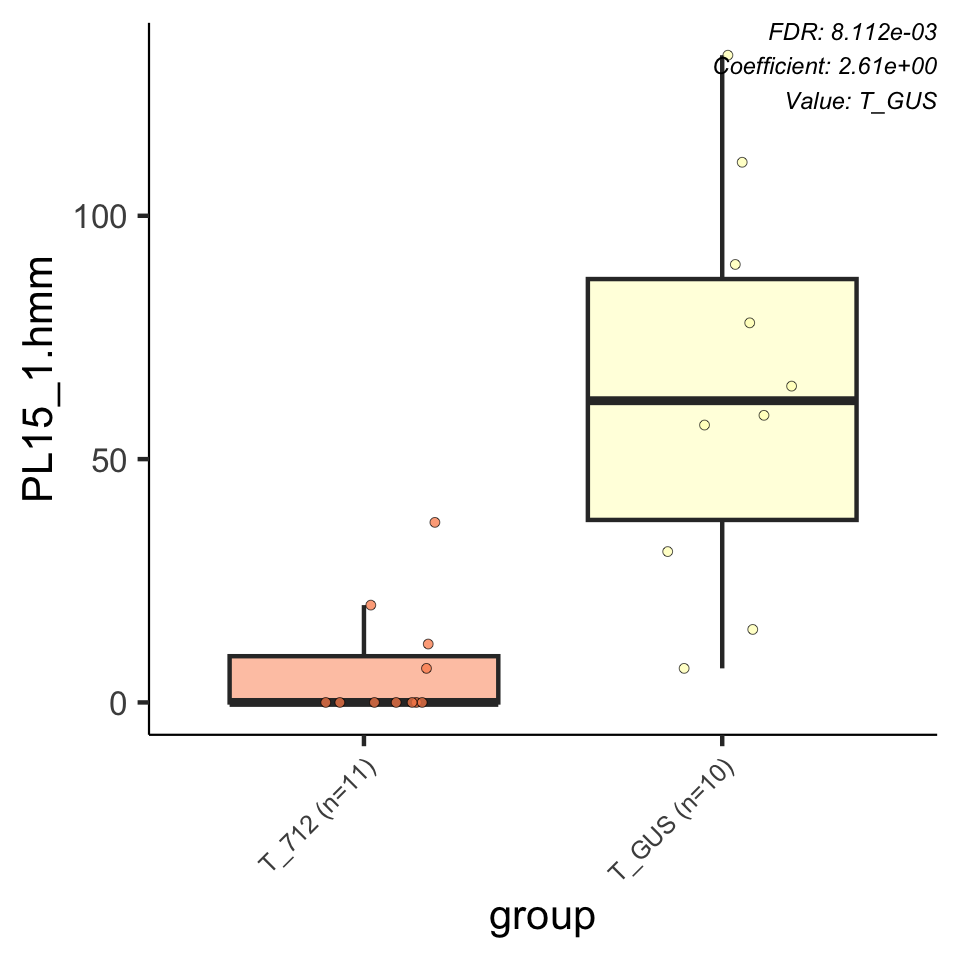 FDR: 8.112e-03
Coefficient: 2.61e+00
Value: T_GUS
PL15_1.hmm
100
50
0
T_712 (n=11)
T_GUS (n=10)
group